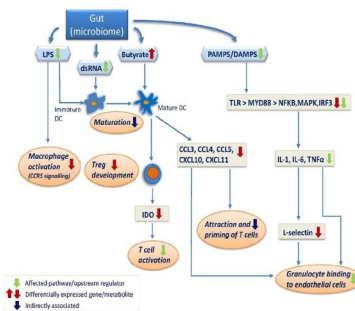 Gut
(microbiome)
LPS
dsRNA
Butyrate
PAMPS/DAMPS
Immature
DC
Mature DC
TLR > MYD88 > NFKB,MAPK,IRF3
Maturation
CCL3, CCL4, CCL5,
CXCL10, CXCL11
IL-1, IL-6, TNFα
Macrophage
activation
(CCR5 signalling)
Treg
development
IDO
Attraction and
priming of T cells
L-selectin
T cell
activation
Granulocyte binding
to endothelial cells
Affected pathway/upstream regulator
Differentially expressed gene/metabolite
Indirectly associated